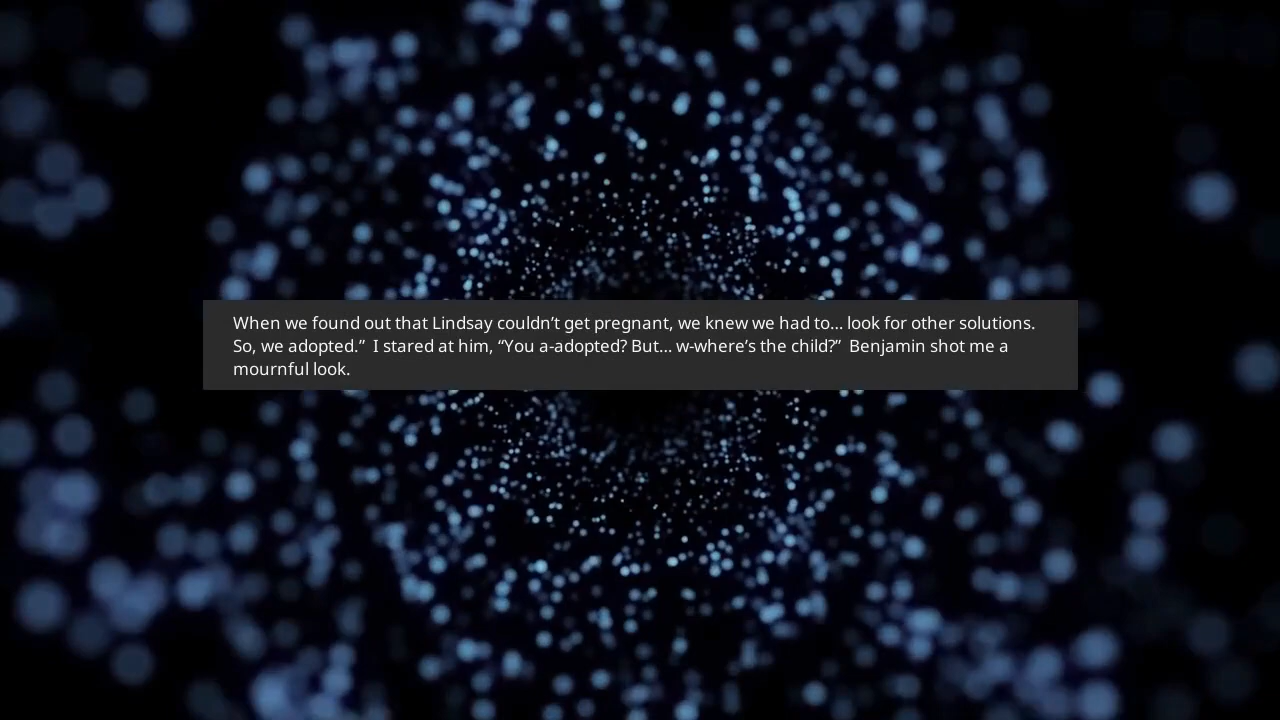 When we found out that Lindsay couldn’t get pregnant, we knew we had to… look for other solutions.
So, we adopted.”  I stared at him, “You a-adopted? But… w-where’s the child?”  Benjamin shot me a
mournful look.